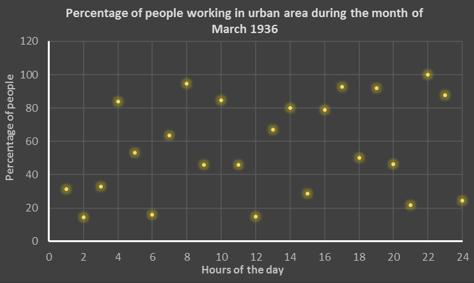 Percentage of people working in urban area during the month of
March 1936
120
100
80
60
40
20
0
Percentage of people
0 2 4 6 8 10 12 14 16 18 20 22 24
Hours of the day